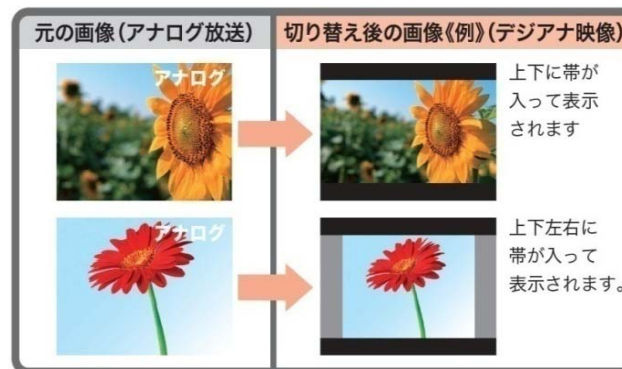 元の画像(アナログ放送)
切り替え後の画像《例》(デジアナ映像)
アナログ
上下に帯が
入って表示
されます
アナログ
上下左右に
帯が入って
表示されます。